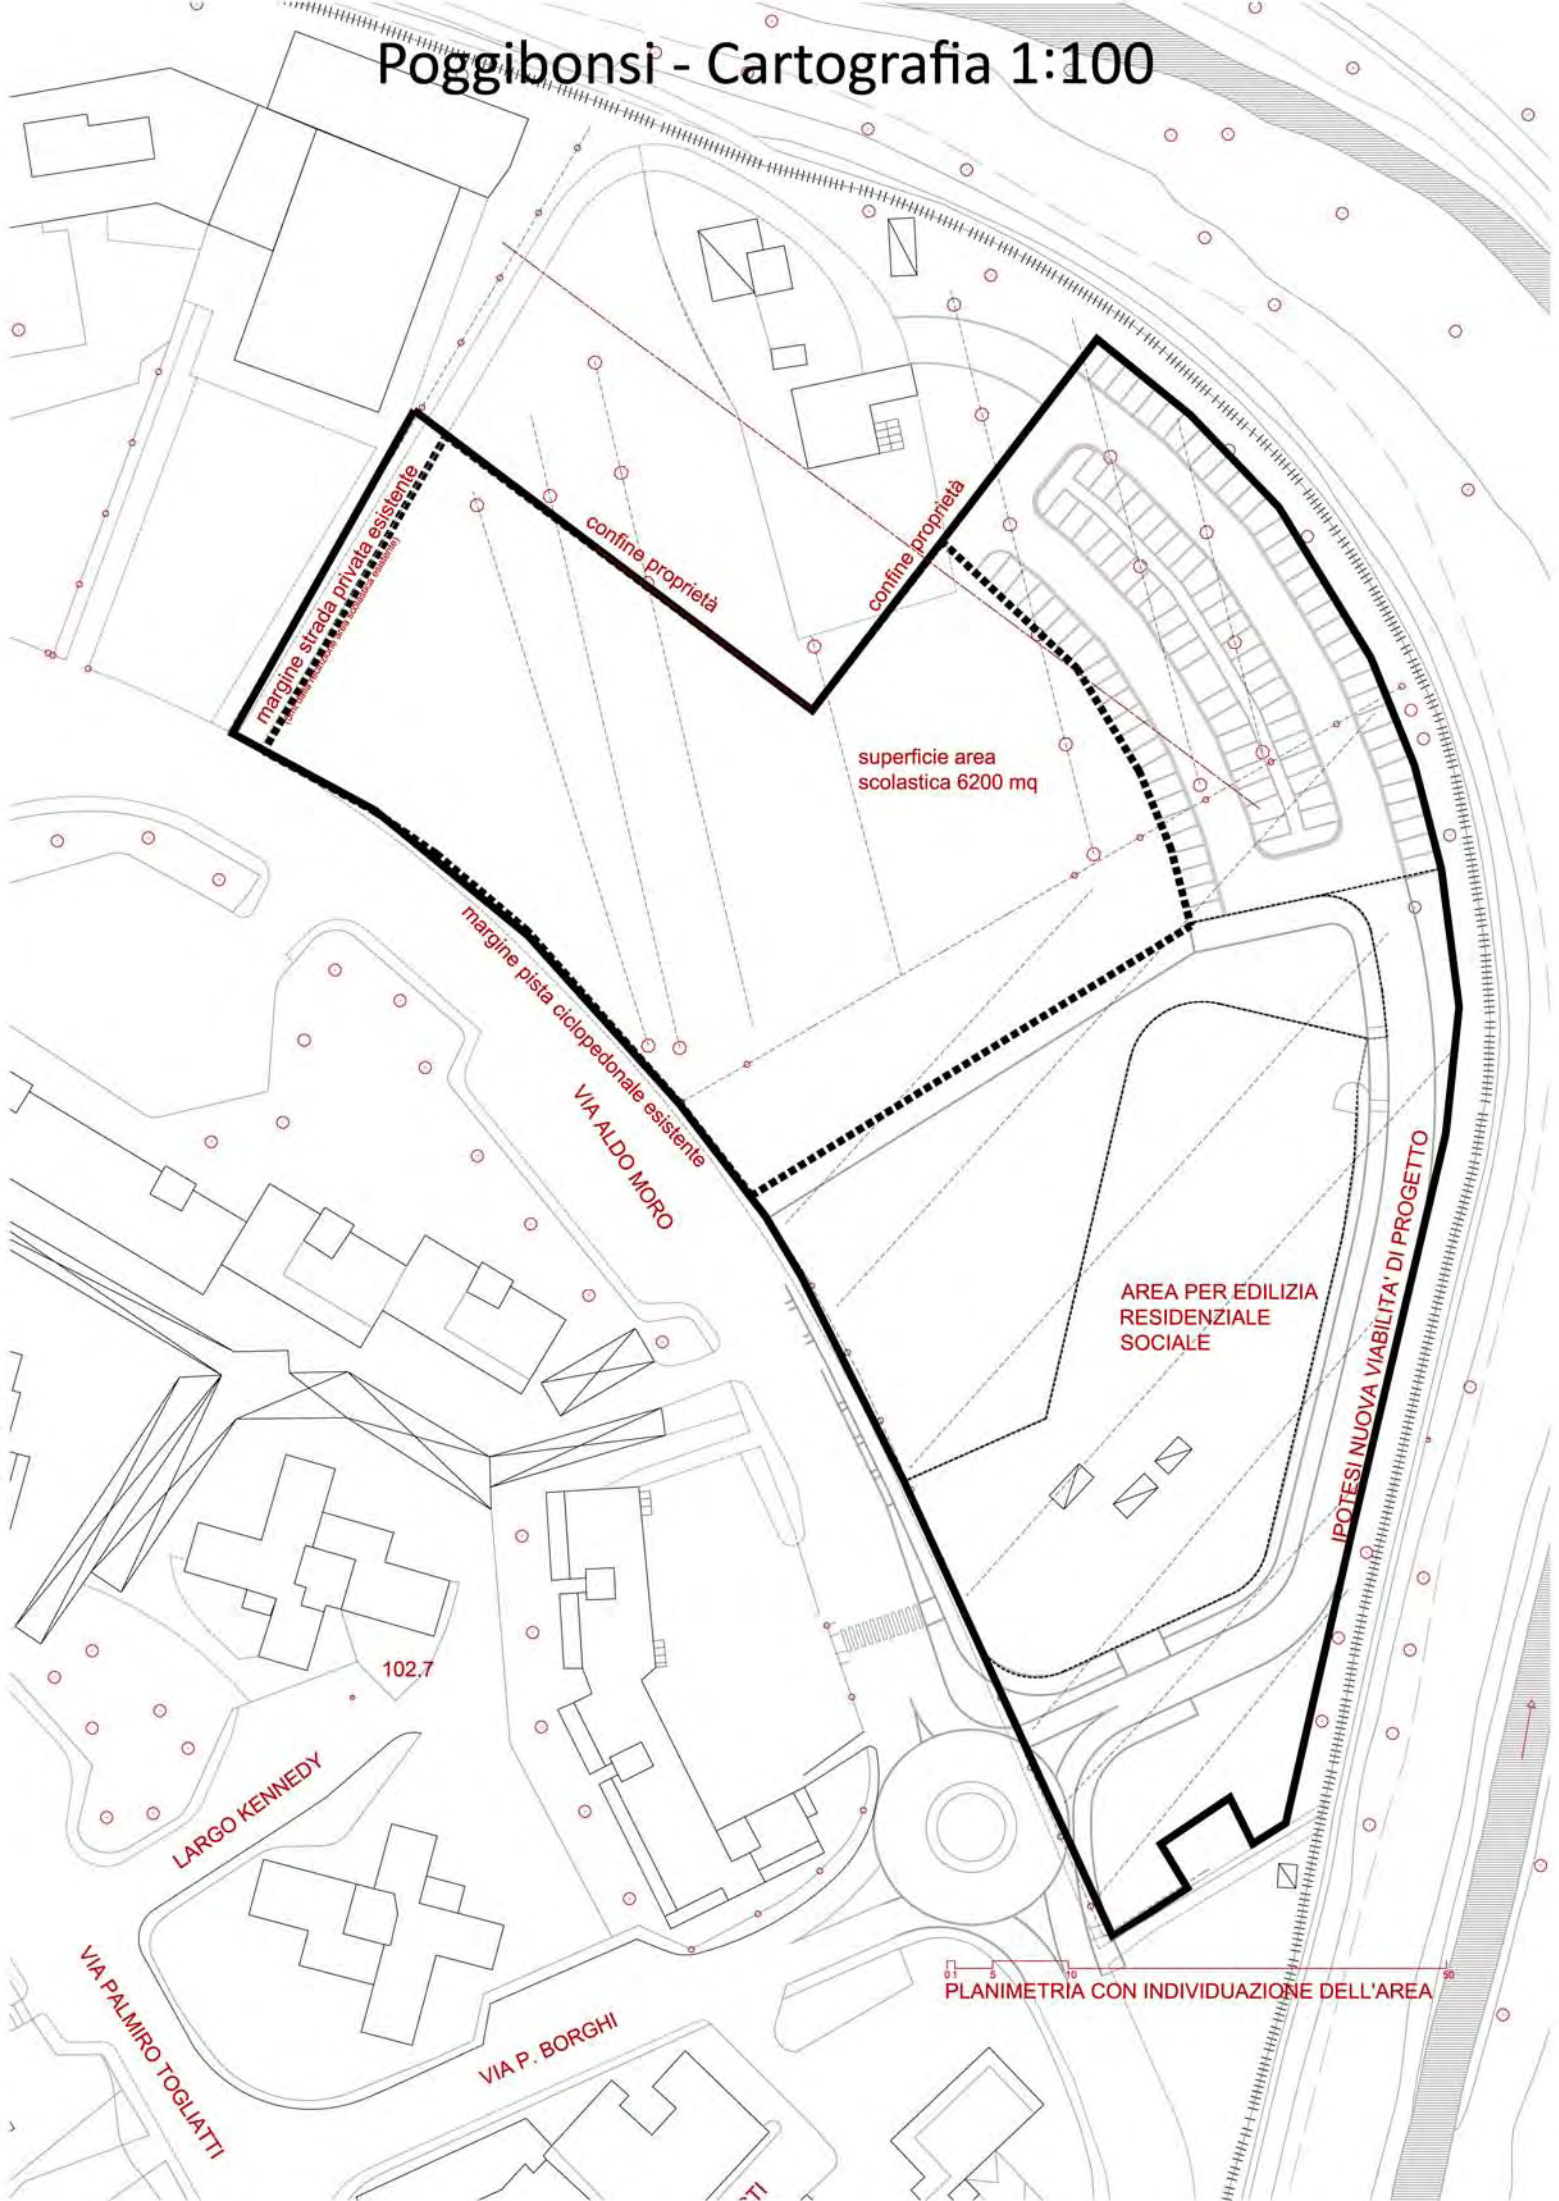 Poggibonsi - Cartografia 1:100
margine strada privata esistente
confine proprietà
confine proprietà
superficie area
scolastica 6200 mq
margine pista ciclopedonale esistente
VIA ALDO MORO
AREA PER EDILIZIA
RESIDENZIALE
SOCIALE
IPOTESI NUOVA VIABILITA' DI PROGETTO
102.7
LARGO KENNEDY
VIA PALMIRO TOGLIATTI
VIA P. BORGHI
0 1 5 10 50
PLANIMETRIA CON INDIVIDUAZIONE DELL'AREA